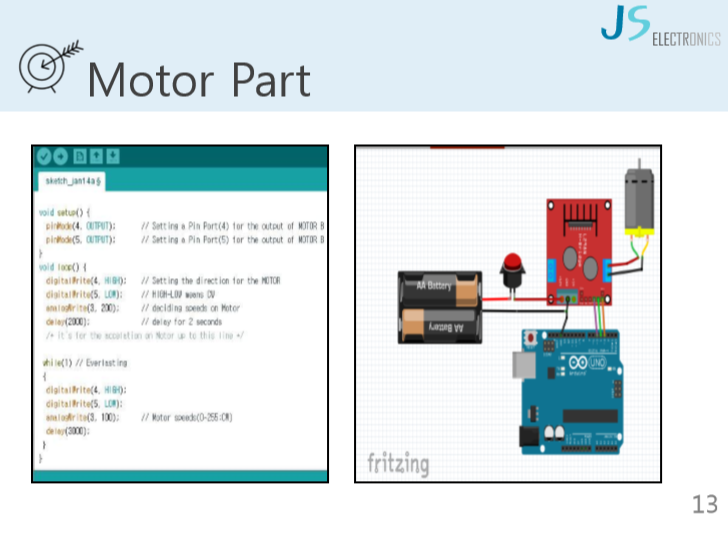 JS ELECTRONICS
Motor Part
sketch_jan14a §
void setup() {
pinMode(4, OUTPUT); // Setting a Pin Port(4) for the output of MOTOR B
pinMode(5, OUTPUT); // Setting a Pin Port(5) for the output of MOTOR B
}
void loop() {
digitalWrite(4, HIGH); // Setting the direction for the MOTOR
digitalWrite(5, LOW); // HIGH-LOW means CW
analogWrite(3, 200); // deciding speeds on Motor
delay(2000); // delay for 2 seconds
/* It's for the on Motor up to this line */
while(1) // Everlasting
{
digitalWrite(4, HIGH);
digitalWrite(5, LOW);
analogWrite(3, 100); // Motor speeds(0-255:CW)
delay(3000);
}
}
AA Battery
AA Battery
UNO
fritzing
13